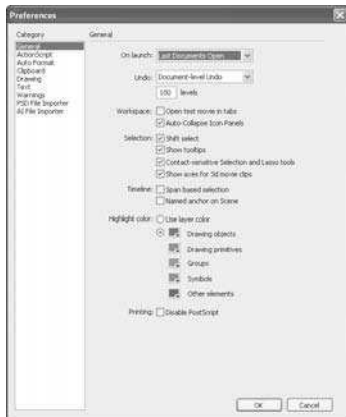 Preferences
Category
General
General
ActionScript
Auto Format
Clipboard
Drawing
Text
Warnings
PSD File Importer
AI File Importer
On launch: Last Documents Open
Undo: Document-level Undo
100 levels
Workspace: Open test movie in tabs
Auto-Collapse Icon Panels
Selection: Shift select
Show tooltips
Contact-sensitive Selection and Lasso tools
Show axes for 3d movie clips
Timeline: Span based selection
Named anchor on Scene
Highlight color: Use layer color
Drawing objects
Drawing primitives
Groups
Symbols
Other elements
Printing: Disable PostScript
OK
Cancel